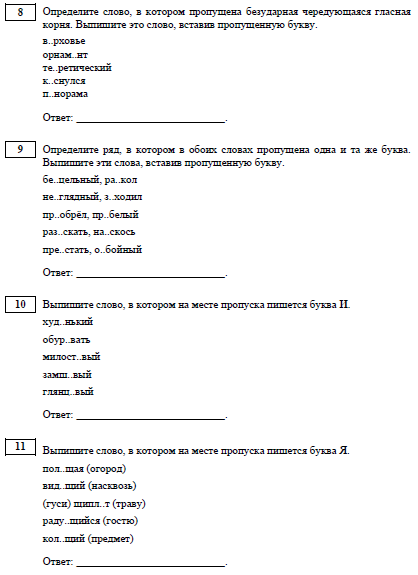 8 Определите слово, в котором пропущена безударная чередующаяся гласная
корня. Выпишите это слово, вставив пропущенную букву.
в..рховье
орнам..нт
те..ретический
к..снулся
п..норама
Ответ: ____________________________.
9 Определите ряд, в котором в обоих словах пропущена одна и та же буква.
Выпишите эти слова, вставив пропущенную букву.
бе..цельный, ра..кол
не..глядный, з..ходил
пр..обрёл, пр..белый
раз..скать, на..скось
пре..стать, о..бойный
Ответ: ____________________________.
10 Выпишите слово, в котором на месте пропуска пишется буква И.
худ..нький
обур..вать
милост..вый
замш..вый
глянц..вый
Ответ: ____________________________.
11 Выпишите слово, в котором на месте пропуска пишется буква Я.
пол..щая (огород)
вид..щий (насквозь)
(гуси) щипл..т (траву)
раду..щийся (гостю)
кол..щий (предмет)
Ответ: ____________________________.